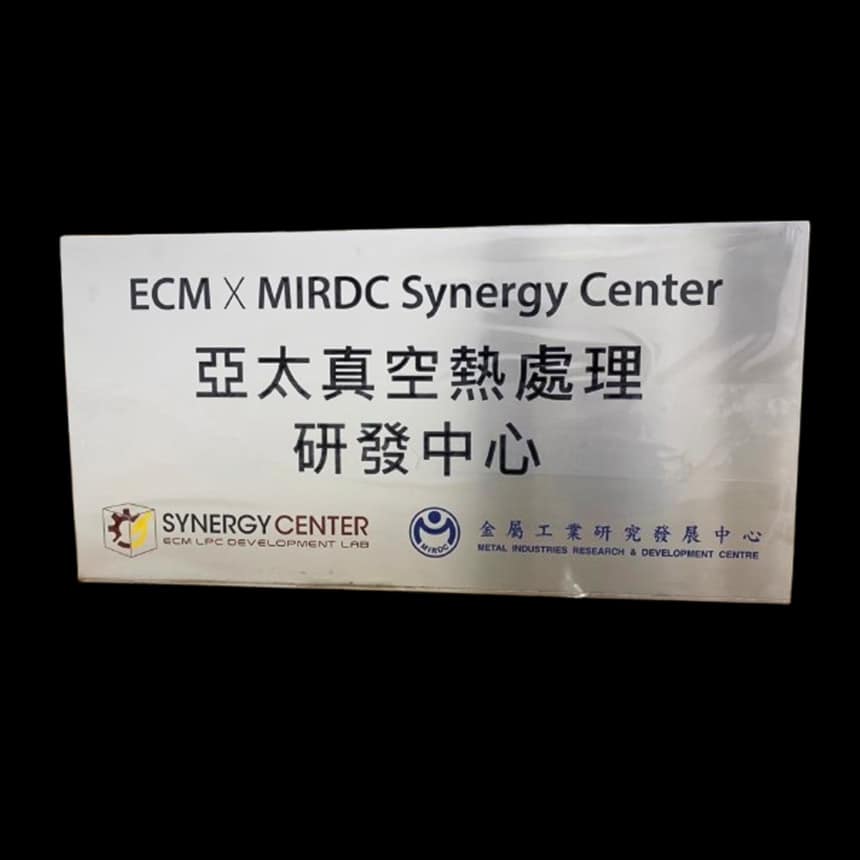 ECM X MIRDC Synergy Center
亞太真空熱處理
研發中心
SYNERGY CENTER
ECM LPC DEVELOPMENT LAB
MIRDC
金屬工業研究發展中心
METAL INDUSTRIES RESEARCH & DEVELOPMENT CENTRE